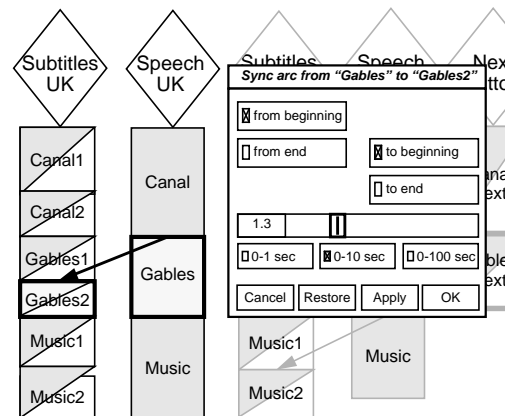 Subtitles
UK
Speech
UK
Subtitles
Speech
Canal1
Canal2
Gables1
Gables2
Music1
Music2
Canal
Gables
Music
Sync arc from “Gables” to “Gables2”
from beginning
from end
to beginning
to end
1.3
0-1 sec
0-10 sec
0-100 sec
Cancel
Restore
Apply
OK
Music1
Music2
Music